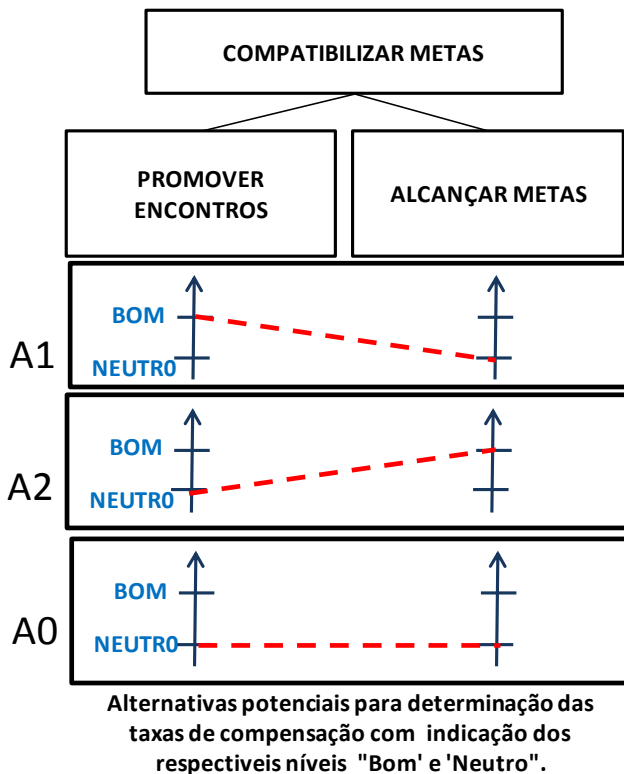 COMPATIBILIZAR METAS
PROMOVER
ENCONTROS
ALCANÇAR METAS
A1
BOM
NEUTR0
A2
BOM
NEUTR0
A0
BOM
NEUTR0
Alternativas potenciais para determinação das
taxas de compensação com indicação dos
respectiveis níveis "Bom' e 'Neutro".